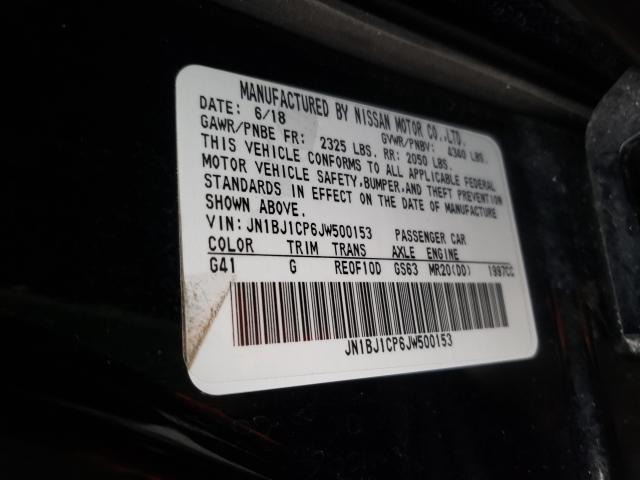 MANUFACTURED BY NISSAN MOTOR CO.,LTD.
DATE: 6/18 GVWR/PNBV: 4340 LBS.
GAWR/PNBE FR: 2325 LBS. RR: 2050 LBS.
THIS VEHICLE CONFORMS TO ALL APPLICABLE FEDERAL
MOTOR VEHICLE SAFETY,BUMPER,AND THEFT PREVENTION
STANDARDS IN EFFECT ON THE DATE OF MANUFACTURE
SHOWN ABOVE.
VIN: JN1BJ1CP6JW500153 PASSENGER CAR
COLOR TRIM TRANS AXLE ENGINE
G41 G RE0F10D GS63 MR20(DD) 1997CC
JN1BJ1CP6JW500153